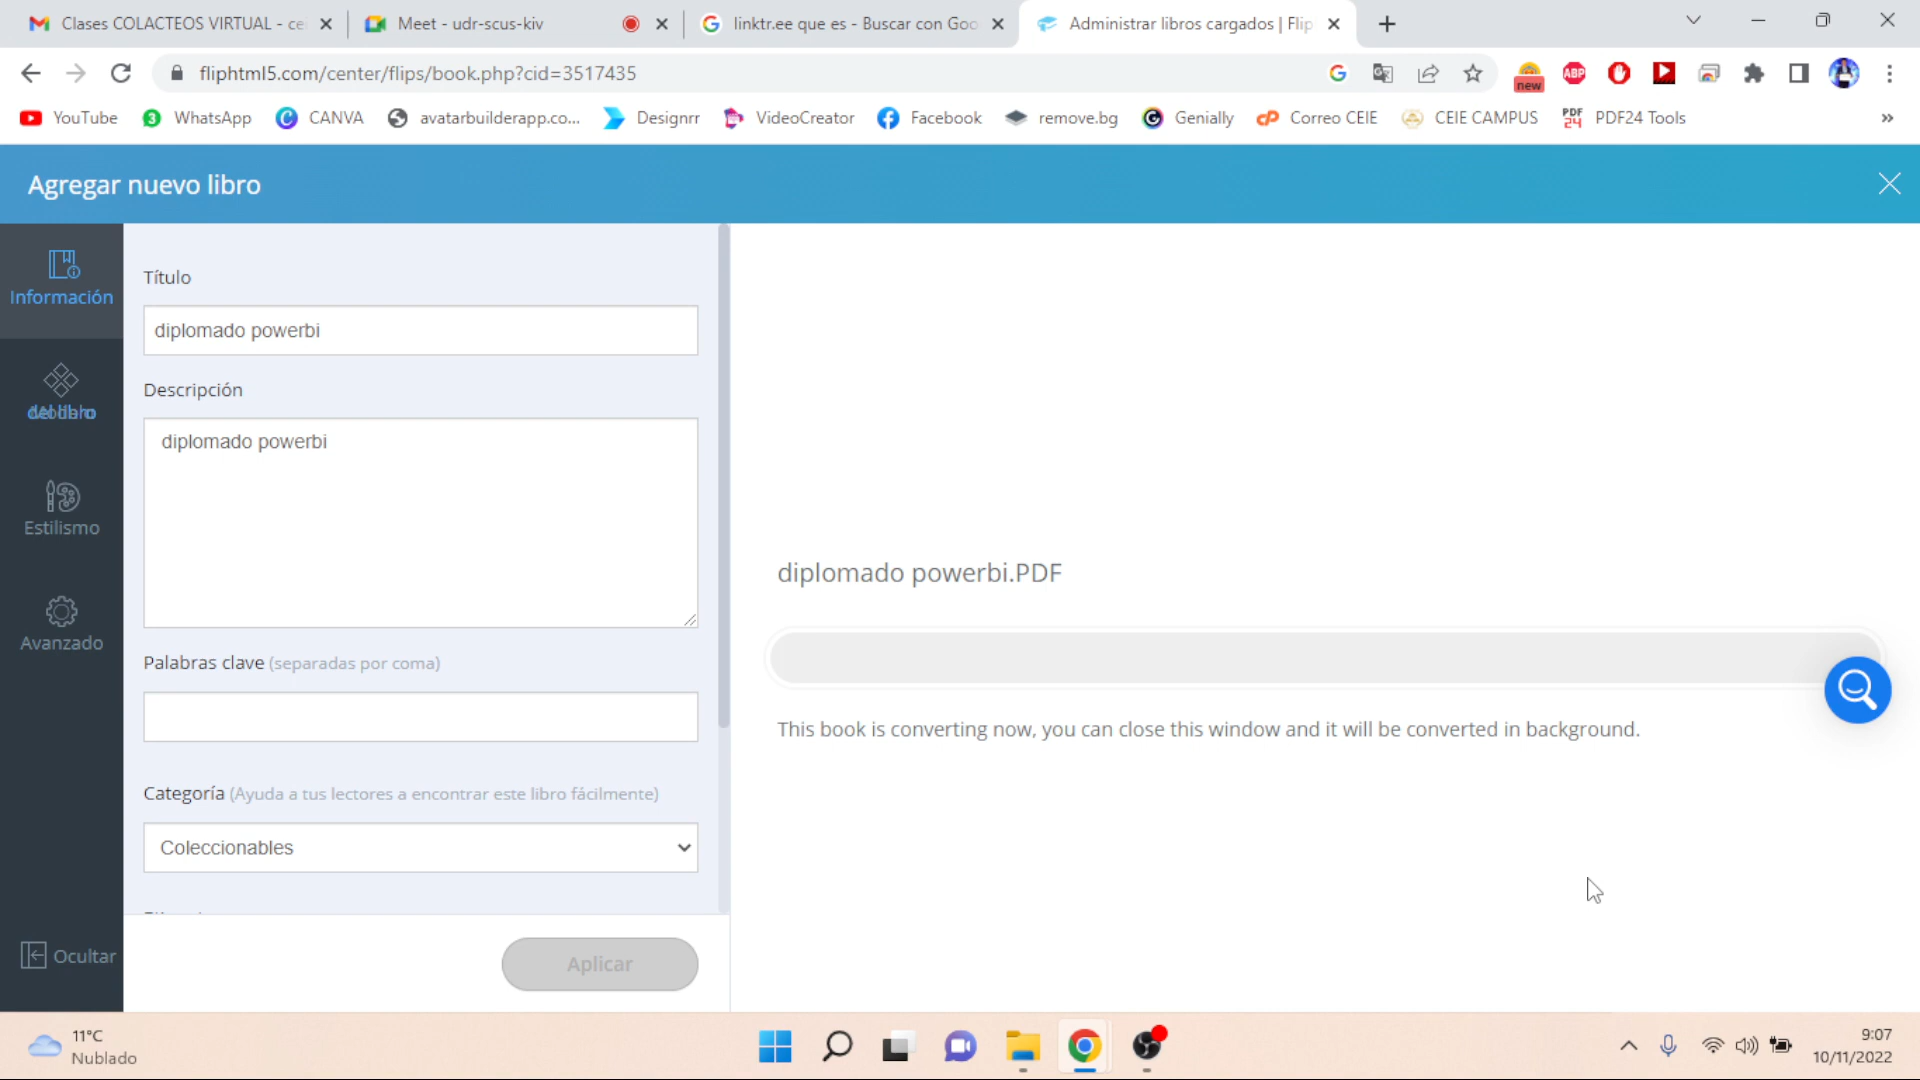 Clases COLACTEOS VIRTUAL - ce
Meet - udr-scus-kiv
linktr.ee que es - Buscar con Goo
Administrar libros cargados | Flip
fliphtml5.com/center/flips/book.php?cid=3517435
new
ABP
YouTube
3
WhatsApp
CANVA
avatarbuilderapp.co...
Designrr
VideoCreator
Facebook
remove.bg
Genially
Correo CEIE
CEIE CAMPUS
PDF
24
PDF24 Tools
»
Agregar nuevo libro
Información
Estilismo
Avanzado
Ocultar
Título
diplomado powerbi
Descripción
diplomado powerbi
Palabras clave (separadas por coma)
Categoría (Ayuda a tus lectores a encontrar este libro fácilmente)
Coleccionables
Aplicar
diplomado powerbi.PDF
This book is converting now, you can close this window and it will be converted in background.
11°C
Nublado
9:07
10/11/2022